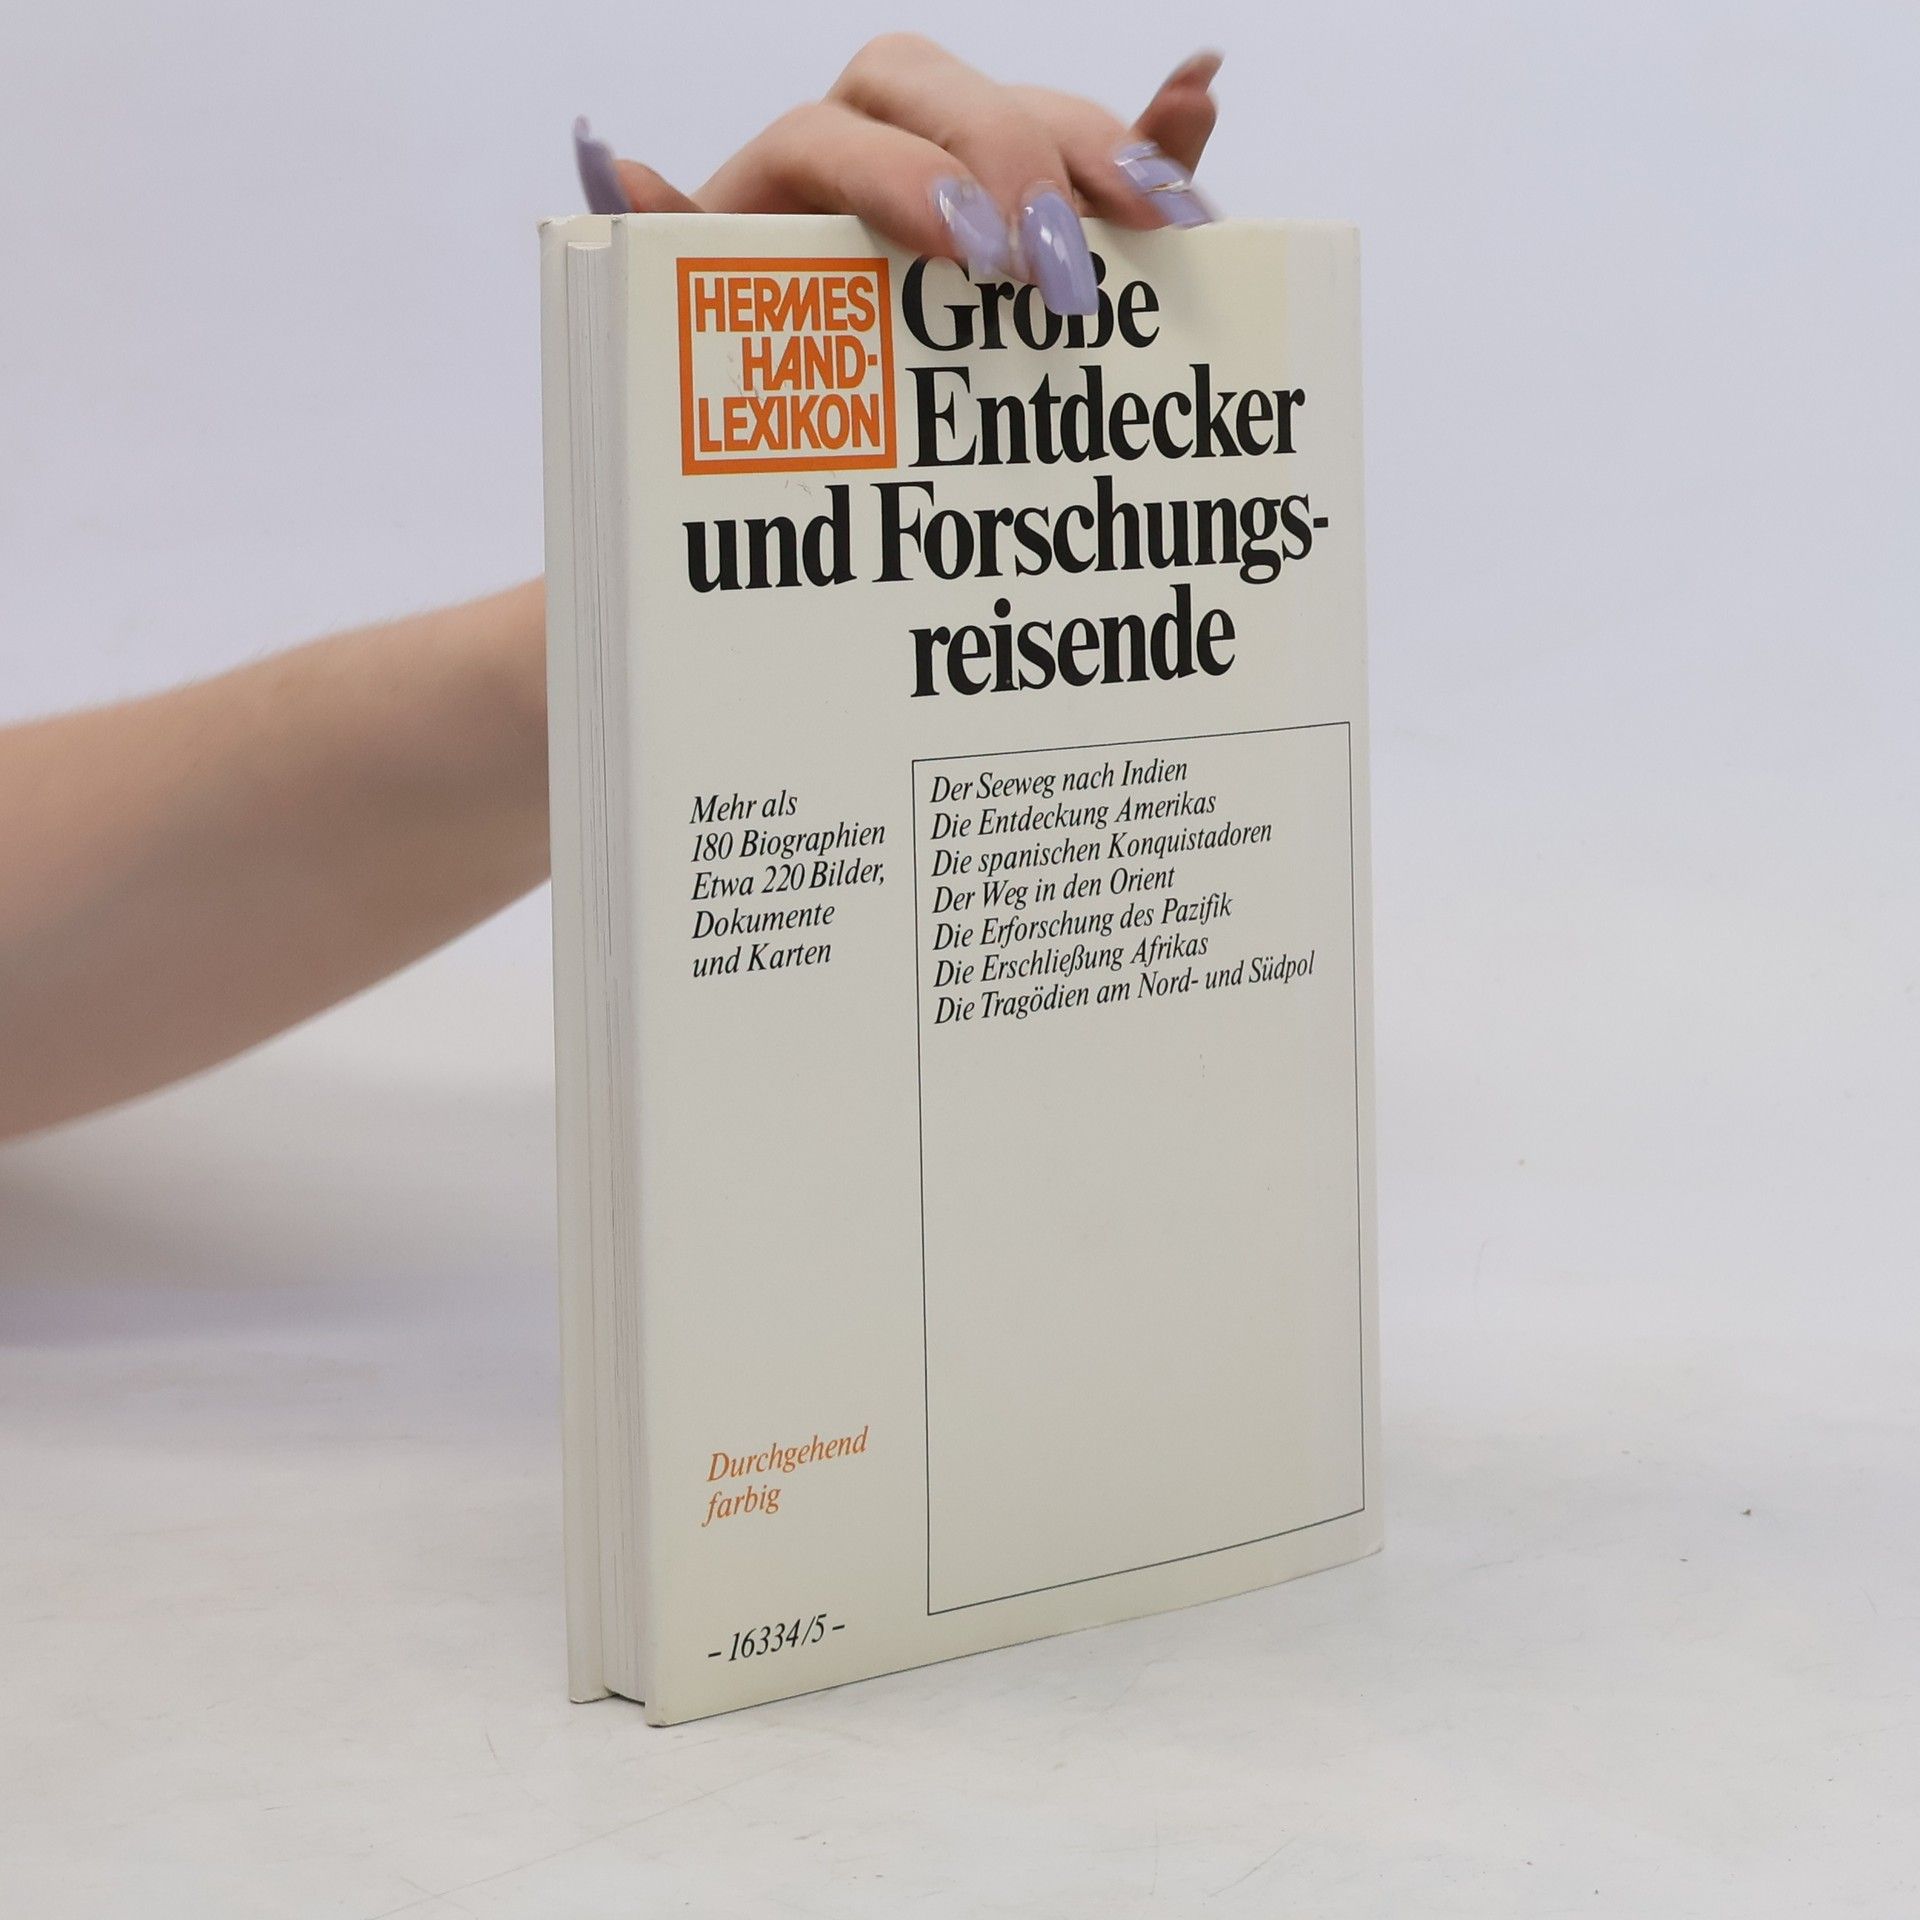 HERMES
HAND-
LEXIKON
Große
Entdecker
und Forschungs-
reisende
Mehr als
180 Biographien
Etwa 220 Bilder,
Dokumente
und Karten
Der Seeweg nach Indien
Die Entdeckung Amerikas
Die spanischen Konquistadoren
Der Weg in den Orient
Die Erforschung des Pazifik
Die Erschließung Afrikas
Die Tragödien am Nord- und Südpol
Durchgehend
farbig
– 16334/5 –